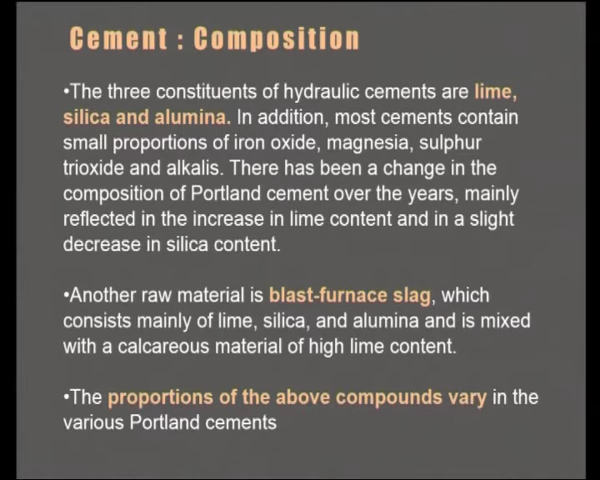 Cement : Composition
•The three constituents of hydraulic cements are lime,
silica and alumina. In addition, most cements contain
small proportions of iron oxide, magnesia, sulphur
trioxide and alkalis. There has been a change in the
composition of Portland cement over the years, mainly
reflected in the increase in lime content and in a slight
decrease in silica content.
•Another raw material is blast-furnace slag, which
consists mainly of lime, silica, and alumina and is mixed
with a calcareous material of high lime content.
•The proportions of the above compounds vary in the
various Portland cements